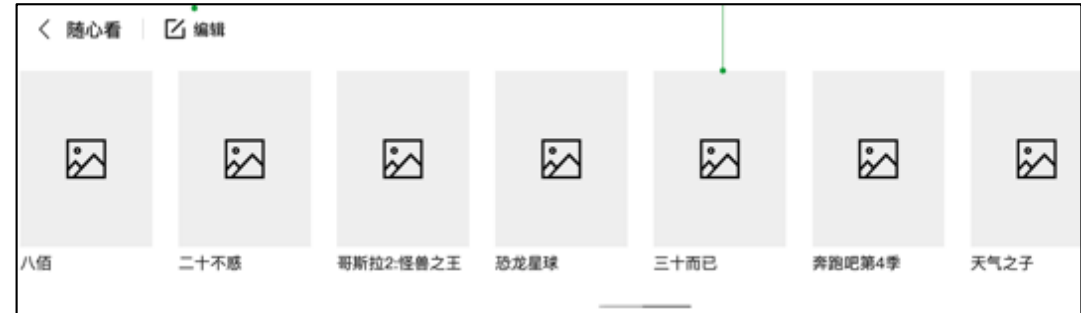 随心看 编辑
八佰 二十不惑 哥斯拉2:怪兽之王 恐龙星球 三十而已 奔跑吧第4季 天气之子